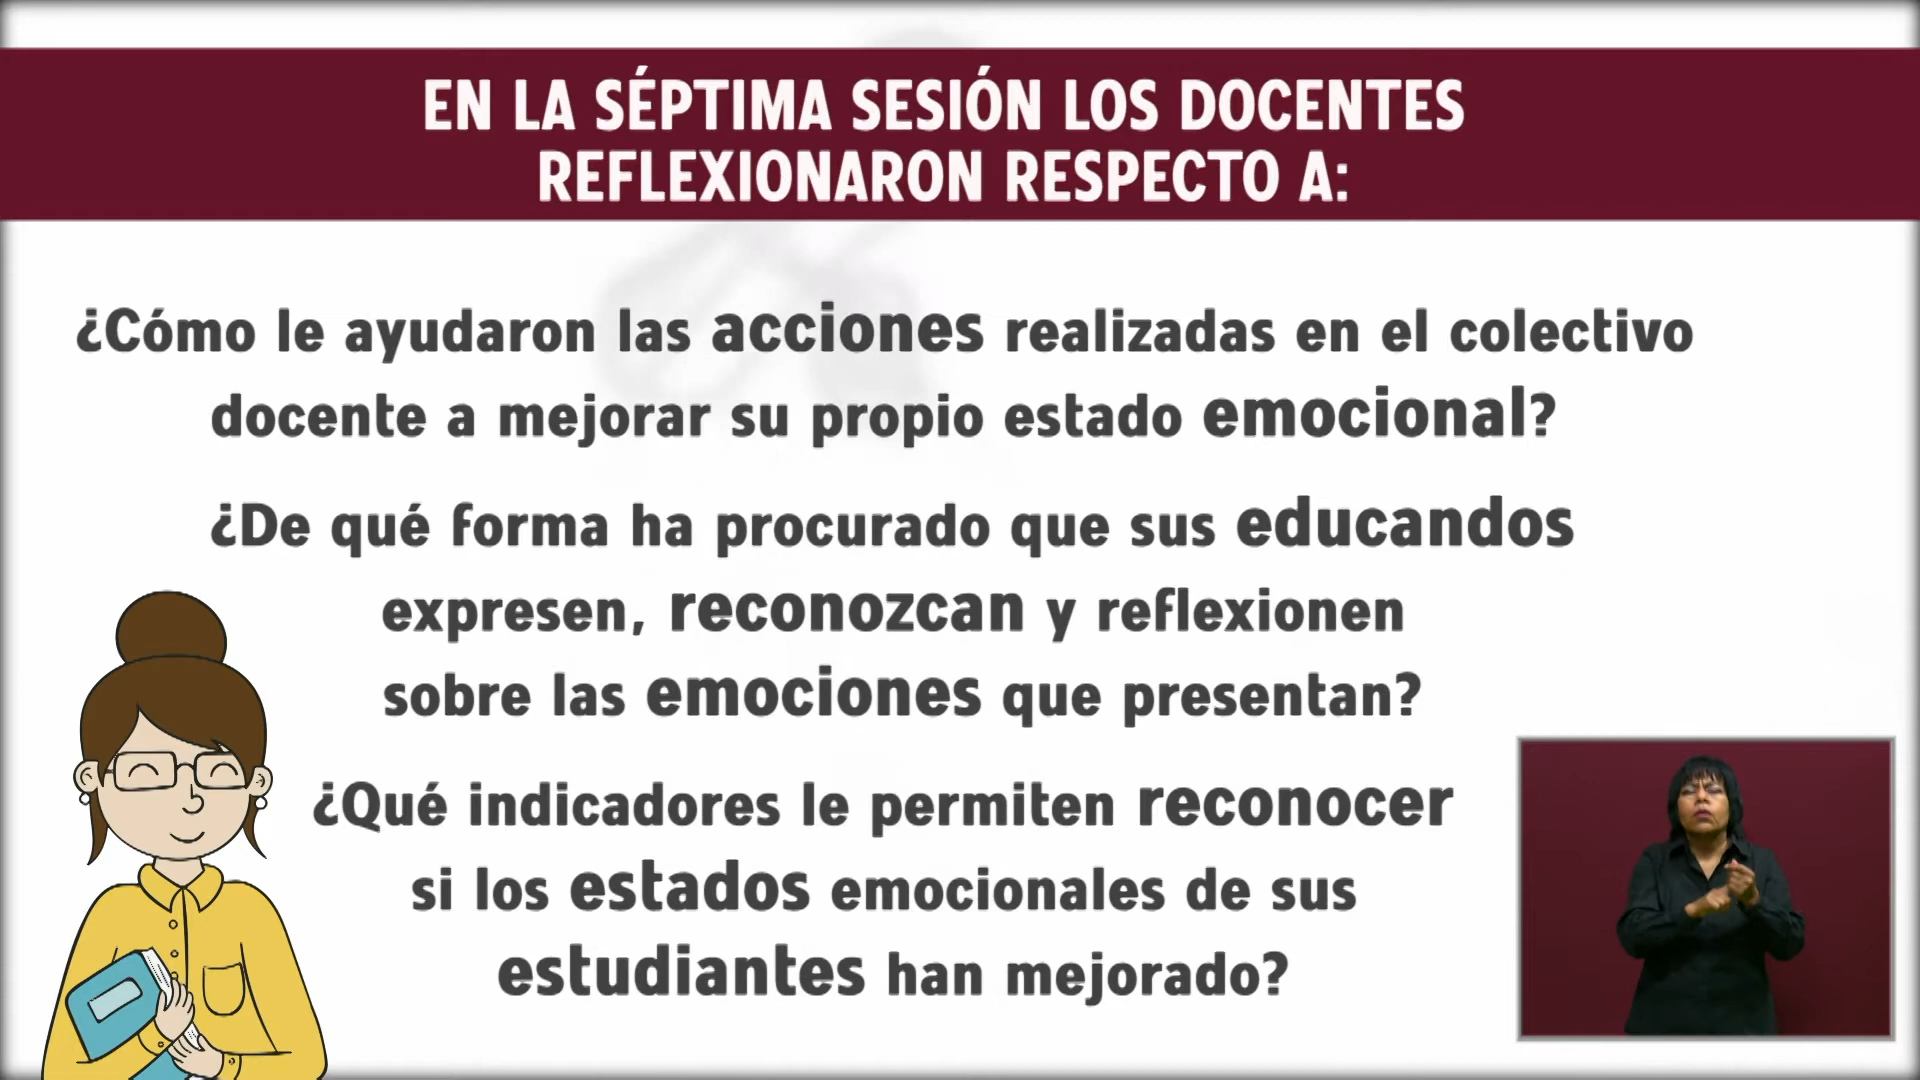 EN LA SÉPTIMA SESIÓN LOS DOCENTES
REFLEXIONARON RESPECTO A:
¿Cómo le ayudaron las acciones realizadas en el colectivo
docente a mejorar su propio estado emocional?
¿De qué forma ha procurado que sus educandos
expresen, reconozcan y reflexionen
sobre las emociones que presentan?
¿Qué indicadores le permiten reconocer
si los estados emocionales de sus
estudiantes han mejorado?